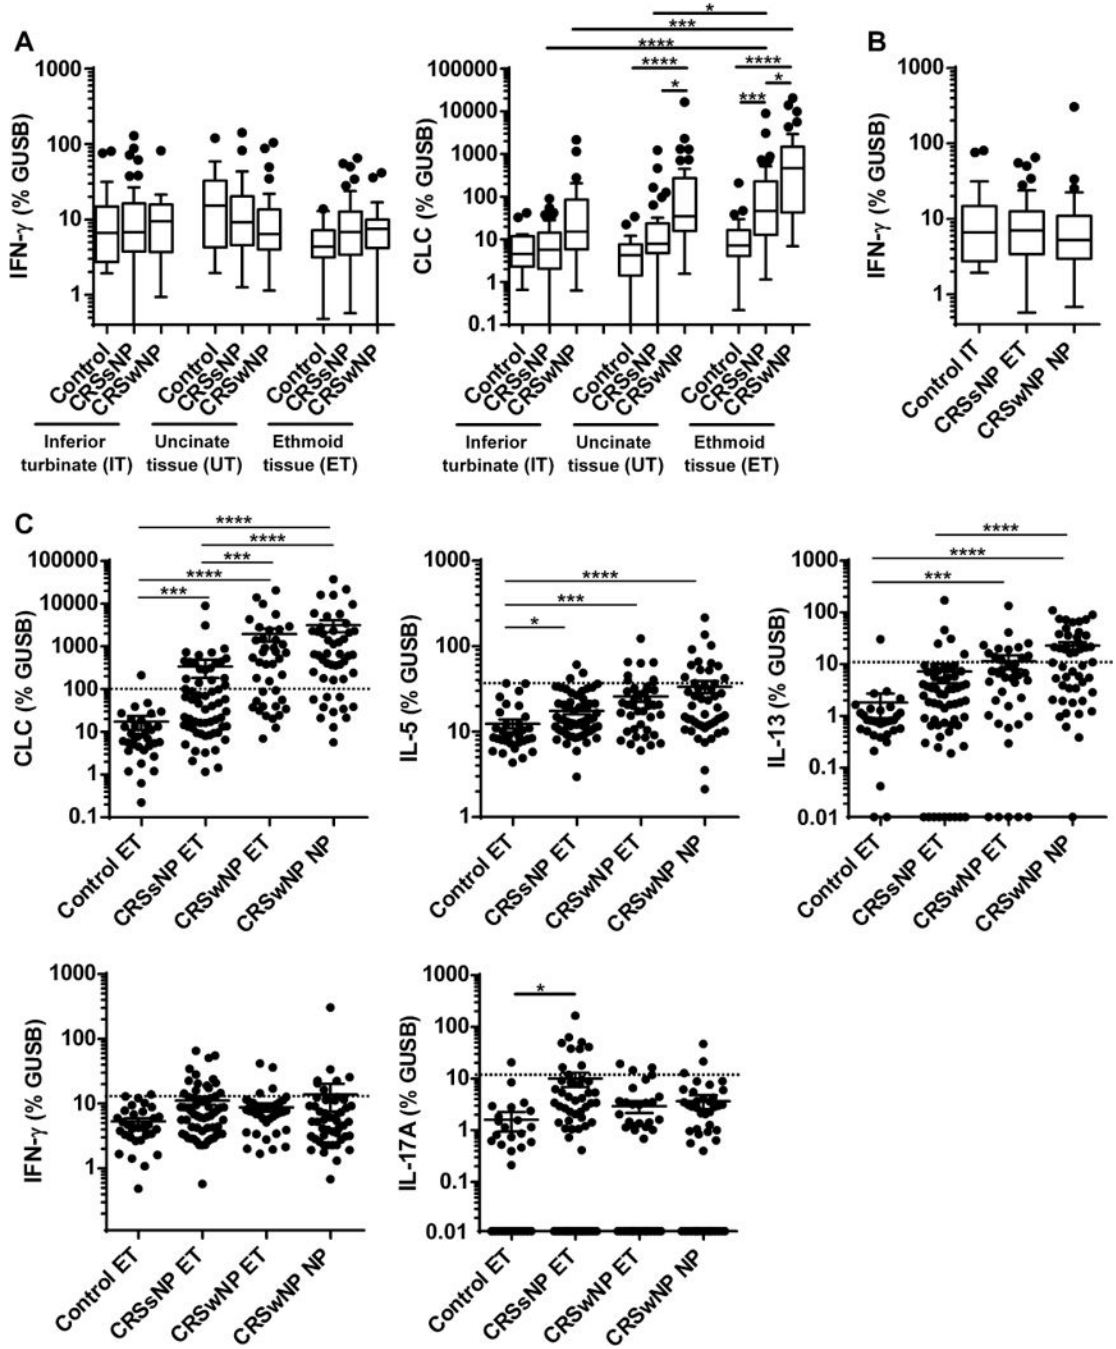 A
IFN-γ (% GUSB)
1000
100
10
1
Control
CRSsNP
CRSwNP
Control
CRSsNP
CRSwNP
Control
CRSsNP
CRSwNP
Inferior
turbinate (IT)
Uncinate
tissue (UT)
Ethmoid
tissue (ET)
CLC (% GUSB)
100000
10000
1000
100
10
1
0.1
*
***
****
****
*
****
*
***
Control
CRSsNP
CRSwNP
Control
CRSsNP
CRSwNP
Control
CRSsNP
CRSwNP
Inferior
turbinate (IT)
Uncinate
tissue (UT)
Ethmoid
tissue (ET)
B
IFN-γ (% GUSB)
1000
100
10
1
Control IT
CRSsNP ET
CRSwNP NP
C
CLC (% GUSB)
100000
10000
1000
100
10
1
0.1
****
****
***
****
***
Control ET
CRSsNP ET
CRSwNP ET
CRSwNP NP
IL-5 (% GUSB)
1000
100
10
1
****
***
*
Control ET
CRSsNP ET
CRSwNP ET
CRSwNP NP
IL-13 (% GUSB)
1000
100
10
1
0.1
0.01
****
****
***
Control ET
CRSsNP ET
CRSwNP ET
CRSwNP NP
IFN-γ (% GUSB)
1000
100
10
1
Control ET
CRSsNP ET
CRSwNP ET
CRSwNP NP
IL-17A (% GUSB)
1000
100
10
1
0.1
0.01
*
Control ET
CRSsNP ET
CRSwNP ET
CRSwNP NP